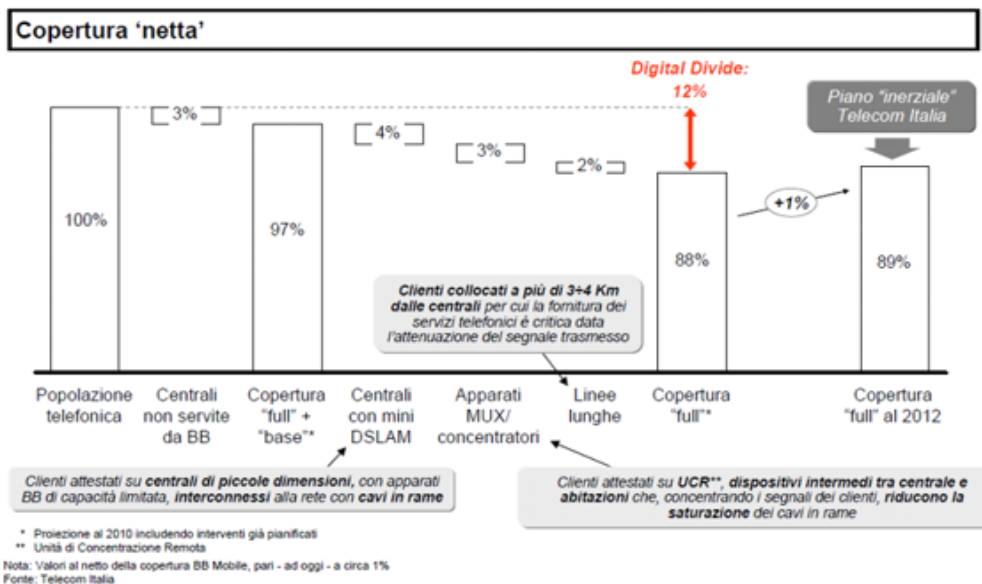 Copertura ‘netta’
Digital Divide:
12%
Piano “inerziale”
Telecom Italia
3%
4%
3%
2%
100%
97%
+1%
88%
89%
Clienti collocati a più di 3÷4 Km
dalle centrali per cui la fornitura dei
servizi telefonici è critica data
l’attenuazione del segnale trasmesso
Popolazione
telefonica
Centrali
non servite
da BB
Copertura
“full” +
“base”*
Centrali
con mini
DSLAM
Apparati
MUX/
concentratori
Linee
lunghe
Copertura
“full”*
Copertura
“full” al 2012
Clienti attestati su centrali di piccole dimensioni, con apparati
BB di capacità limitata, interconnessi alla rete con cavi in rame
Clienti attestati su UCR**, dispositivi intermedi tra centrale e
abitazioni che, concentrando i segnali dei clienti, riducono la
saturazione dei cavi in rame
* Proiezione al 2010 includendo interventi già pianificati
** Unità di Concentrazione Remota
Nota: Valori al netto della copertura BB Mobile, pari - ad oggi - a circa 1%
Fonte: Telecom Italia